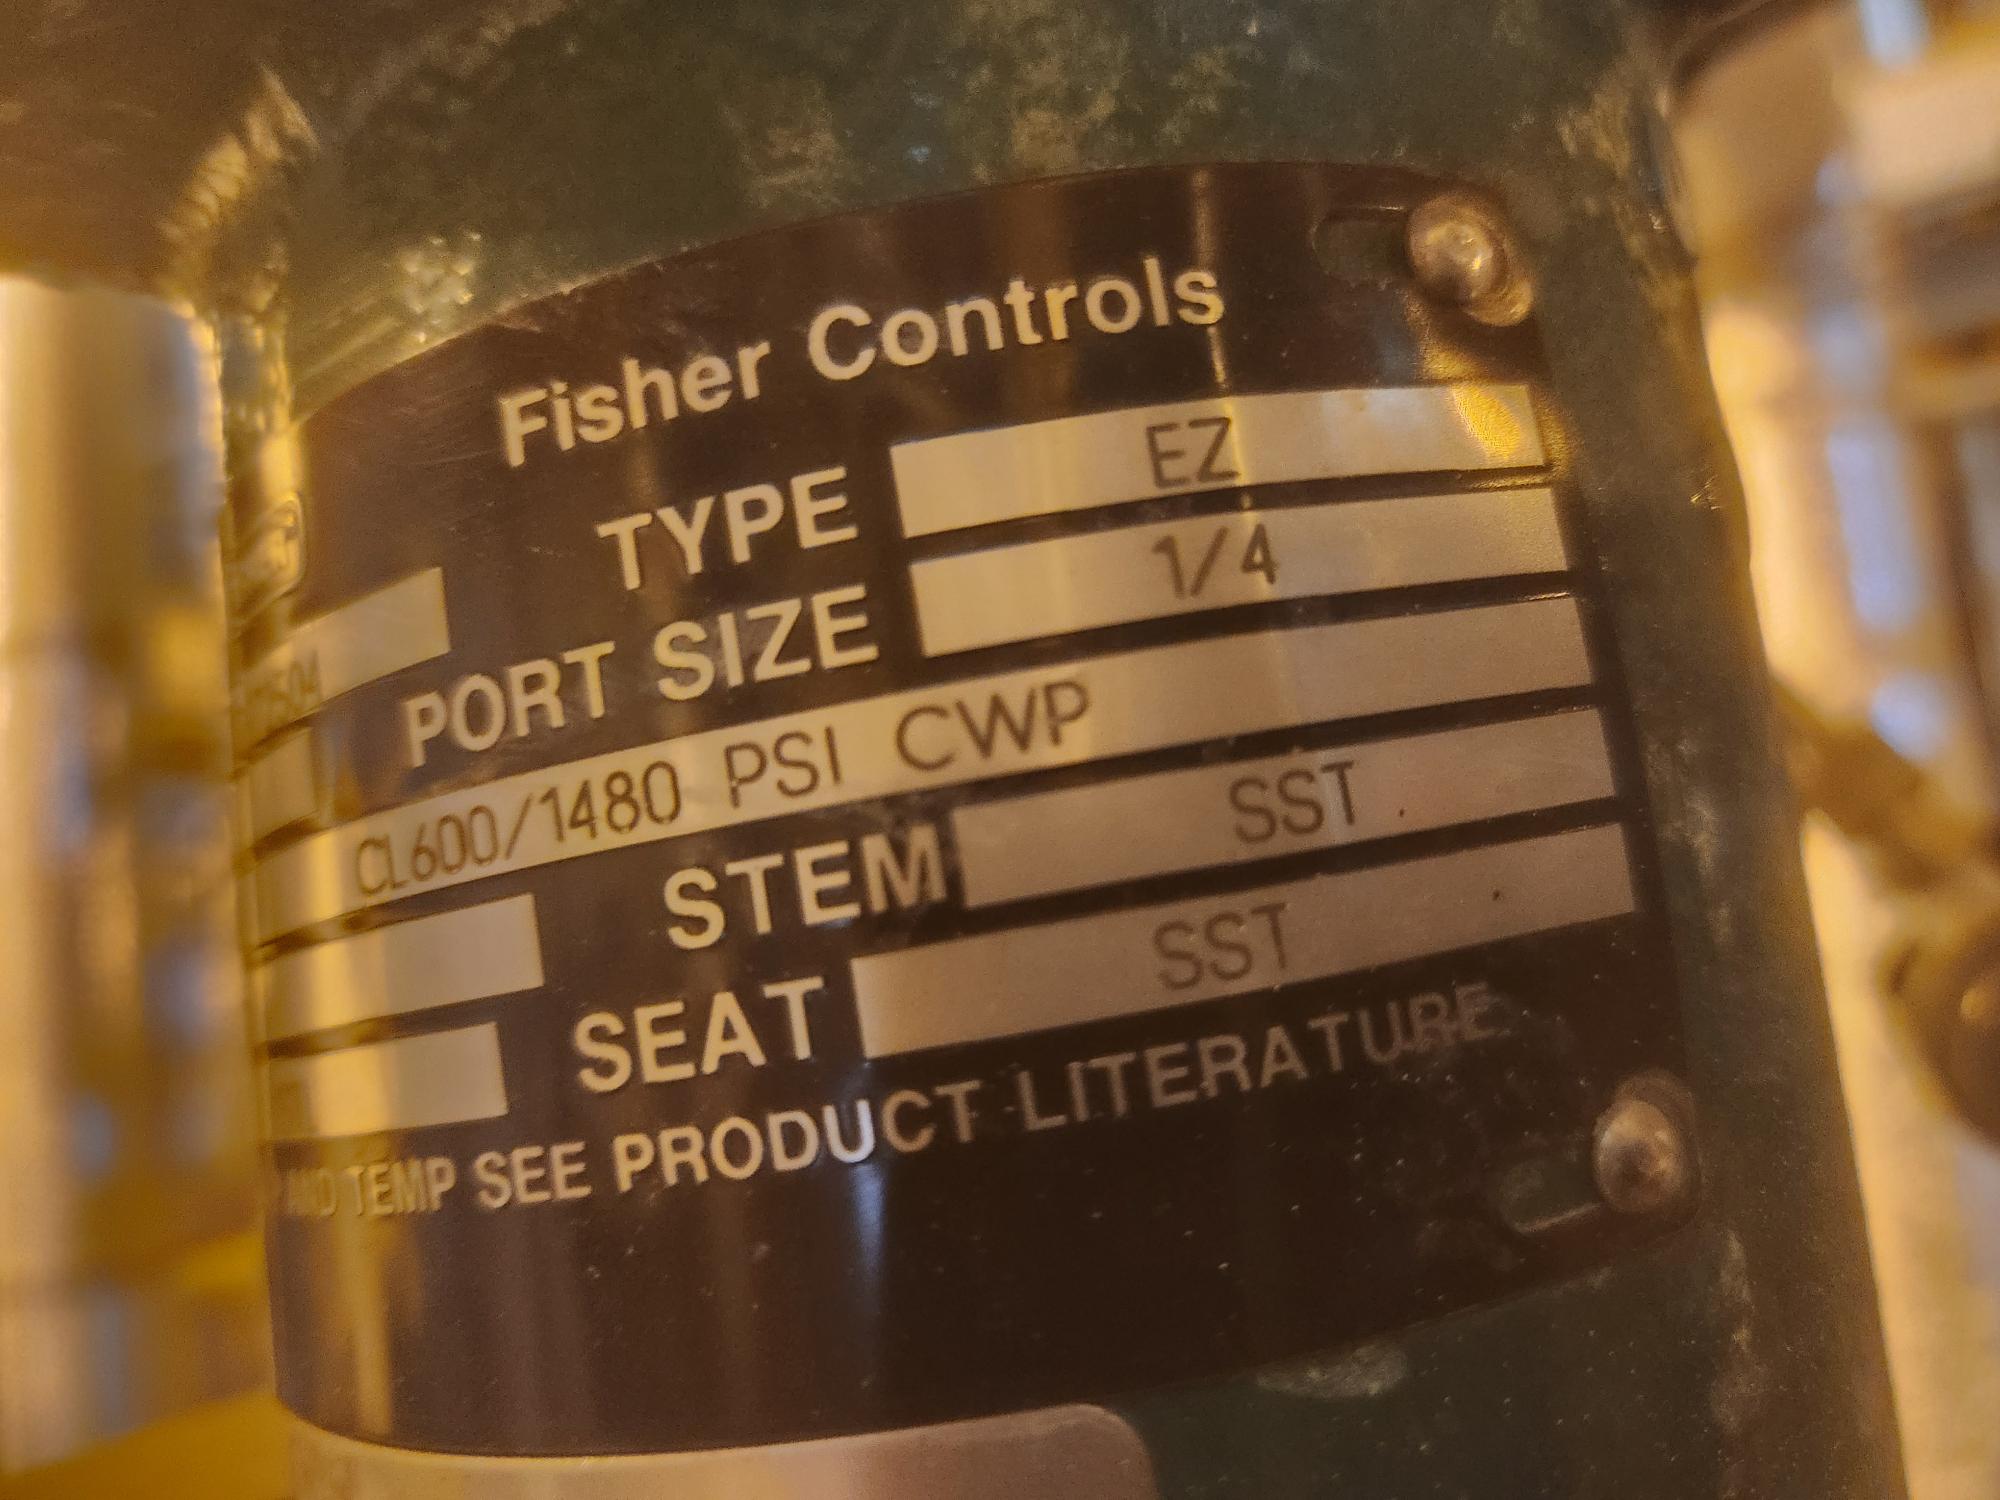 Fisher Controls
TYPE EZ
PORT SIZE 1/4
CL600/1480 PSI CWP
STEM SST
SEAT SST
AND TEMP SEE PRODUCT LITERATURE